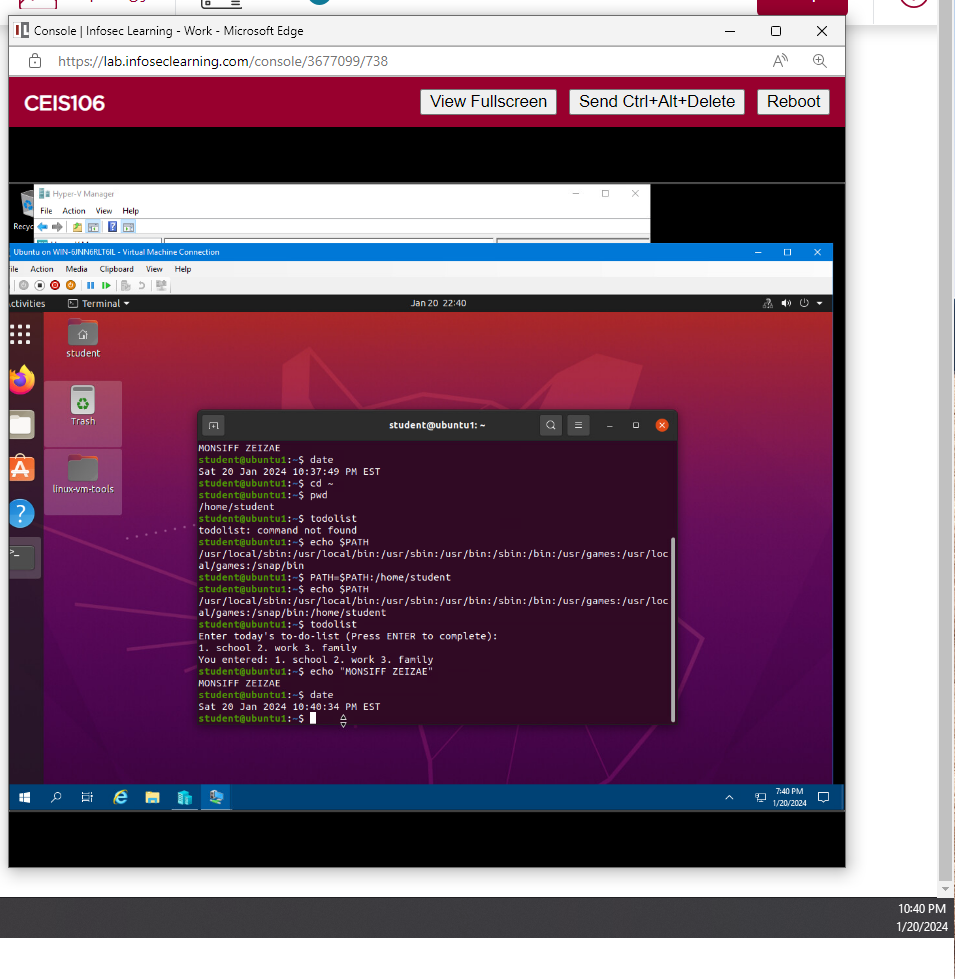 Console | Infosec Learning - Work - Microsoft Edge
https://lab.infoseclearning.com/console/3677099/738
CEIS106
View Fullscreen
Send Ctrl+Alt+Delete
Reboot
Hyper-V Manager
File Action View Help
Recyc
Ubuntu on WIN-6JNN6RLT6IL - Virtual Machine Connection
ile Action Media Clipboard View Help
ctivities Terminal Jan 20 22:40
student
Trash
linux-vm-tools
student@ubuntu1: ~
MONSIFF ZEIZAE
student@ubuntu1:~$ date
Sat 20 Jan 2024 10:37:49 PM EST
student@ubuntu1:~$ cd ~
student@ubuntu1:~$ pwd
/home/student
student@ubuntu1:~$ todolist
todolist: command not found
student@ubuntu1:~$ echo $PATH
/usr/local/sbin:/usr/local/bin:/usr/sbin:/usr/bin:/sbin:/bin:/usr/games:/usr/loc
al/games:/snap/bin
student@ubuntu1:~$ PATH=$PATH:/home/student
student@ubuntu1:~$ echo $PATH
/usr/local/sbin:/usr/local/bin:/usr/sbin:/usr/bin:/sbin:/bin:/usr/games:/usr/loc
al/games:/snap/bin:/home/student
student@ubuntu1:~$ todolist
Enter today's to-do-list (Press ENTER to complete):
1. school 2. work 3. family
You entered: 1. school 2. work 3. family
student@ubuntu1:~$ echo "MONSIFF ZEIZAE"
MONSIFF ZEIZAE
student@ubuntu1:~$ date
Sat 20 Jan 2024 10:40:34 PM EST
student@ubuntu1:~$
7:40 PM
1/20/2024
10:40 PM
1/20/2024